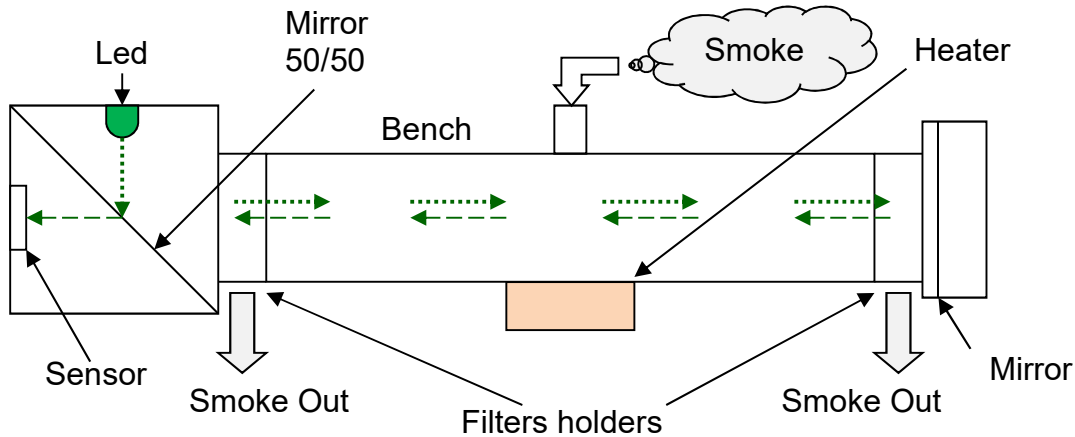 Led
Mirror
50/50
Smoke
Heater
Bench
Sensor
Smoke Out
Filters holders
Smoke Out
Mirror